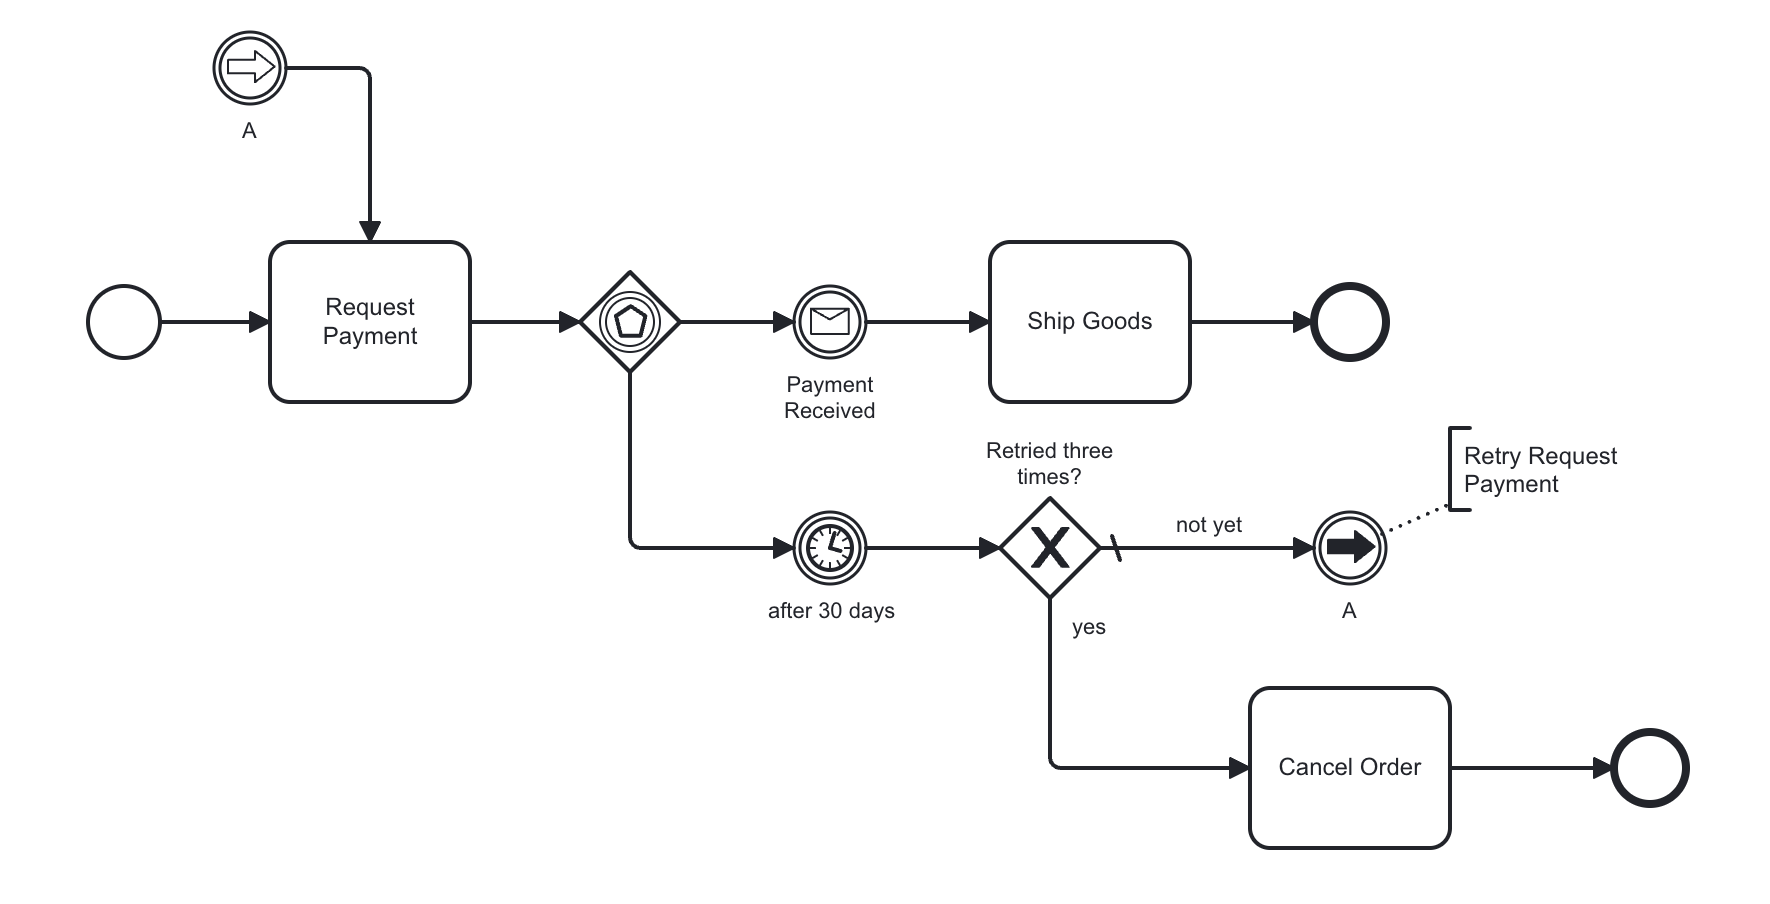 A
Request
Payment
Payment
Received
Ship Goods
Retried three
times?
not yet
Retry Request
Payment
after 30 days
A
yes
Cancel Order